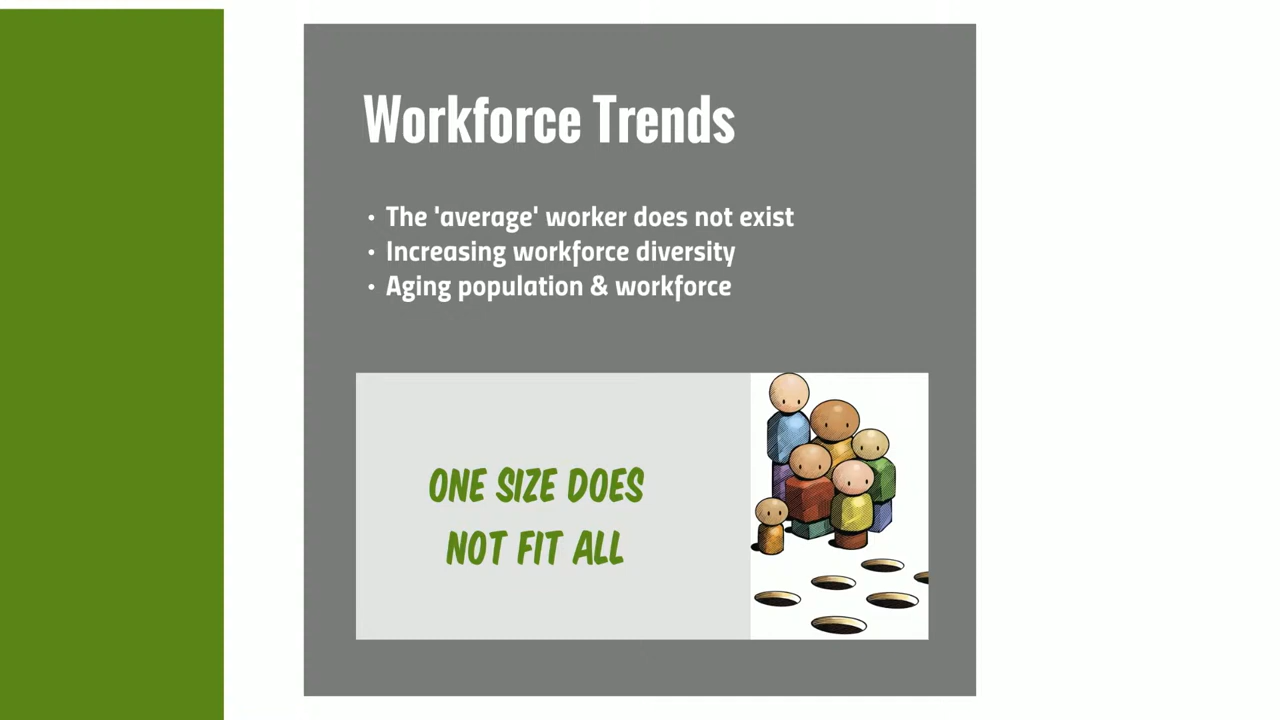 Workforce Trends
• The 'average' worker does not exist
• Increasing workforce diversity
• Aging population & workforce
ONE SIZE DOES
NOT FIT ALL